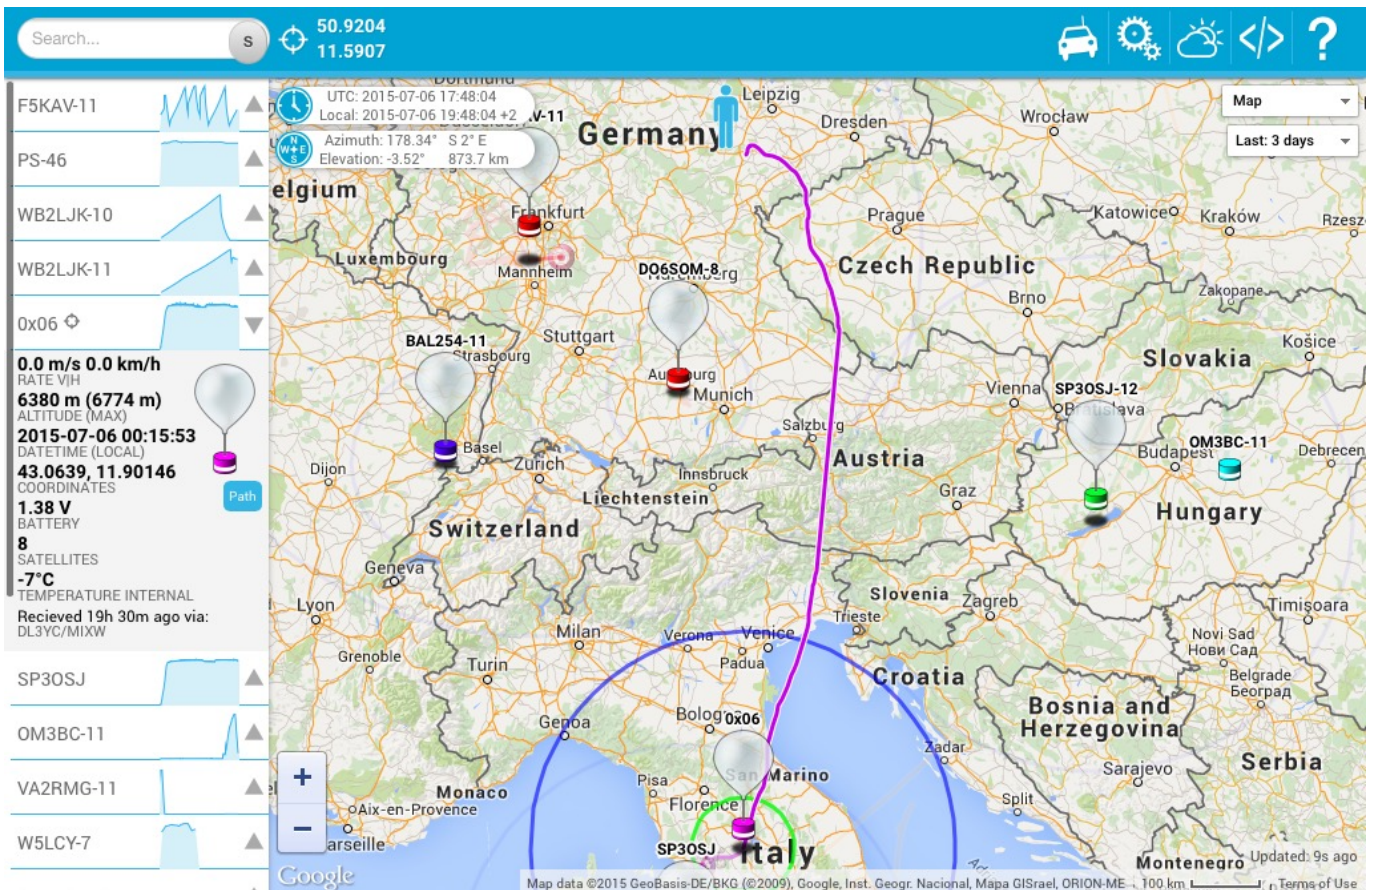 Search...
S
50.9204
11.5907
F5KAV-11
PS-46
WB2LJK-10
WB2LJK-11
0x06
0.0 m/s 0.0 km/h
RATE V|H
6380 m (6774 m)
ALTITUDE (MAX)
2015-07-06 00:15:53
DATETIME (LOCAL)
43.0639, 11.90146
COORDINATES
Path
1.38 V
BATTERY
8
SATELLITES
-7°C
TEMPERATURE INTERNAL
Recieved 19h 30m ago via:
DL3YC/MIXW
SP3OSJ
OM3BC-11
VA2RMG-11
W5LCY-7
UTC: 2015-07-06 17:48:04
Local: 2015-07-06 19:48:04 +2
Azimuth: 178.34° S 2° E
Elevation: -3.52° 873.7 km
N
W E
S
Map
Last: 3 days
Dortmund
V-11
Leipzig
Germany
Dresden
Wrocław
elgium
Frankfurt
Prague
Katowice
Kraków
Rzesz
Luxembourg
Mannheim
DO6SOM-8
Czech Republic
Brno
Zakopane
BAL254-11
Strasbourg
Stuttgart
Augsburg
Munich
Slovakia
Košice
Vienna
SP3OSJ-12
Bratislava
Salzburg
OM3BC-11
Budapest
Debrecen
Basel
Dijon
Zurich
Innsbruck
Austria
Liechtenstein
Graz
Hungary
Switzerland
Geneva
Slovenia
Zagreb
Timișoara
Lyon
Milan
Verona
Venice
Trieste
Novi Sad
Нови Сад
Grenoble
Turin
Padua
Croatia
Belgrade
Београд
Genoa
Bologna
0x06
Bosnia and
Herzegovina
Zadar
Serbia
Sarajevo
Pisa
San Marino
Monaco
Florence
Split
Aix-en-Provence
arseille
SP3OSJ
Italy
Montenegro
Updated: 9s ago
+
−
Google
Map data ©2015 GeoBasis-DE/BKG (©2009), Google, Inst. Geogr. Nacional, Mapa GISrael, ORION-ME
100 km
Terms of Use